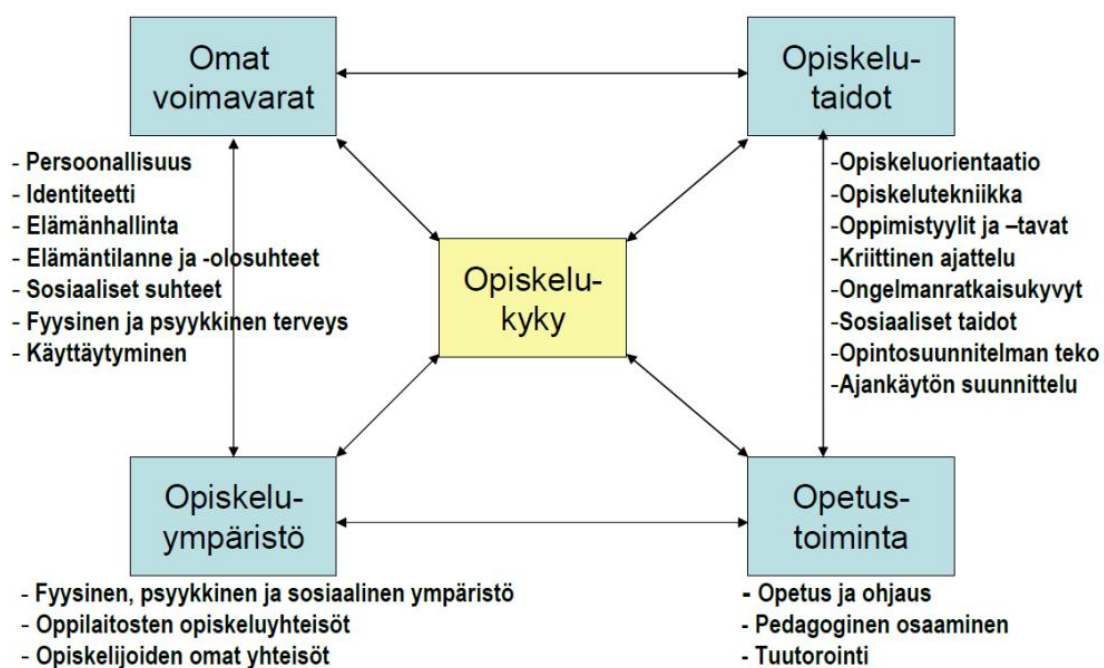 Omat
voimavarat
- Persoonallisuus
- Identiteetti
- Elämänhallinta
- Elämäntilanne ja -olosuhteet
- Sosiaaliset suhteet
- Fyysinen ja psyykkinen terveys
- Käyttäytyminen
Opiskelu-
taidot
-Opiskeluorientaatio
-Opiskelutekniikka
-Oppimistyylit ja –tavat
-Kriittinen ajattelu
-Ongelmanratkaisukyvyt
-Sosiaaliset taidot
-Opintosuunnitelman teko
-Ajankäytön suunnittelu
Opiskelu-
kyky
Opiskelu-
ympäristö
- Fyysinen, psyykkinen ja sosiaalinen ympäristö
- Oppilaitosten opiskeluyhteisöt
- Opiskelijoiden omat yhteisöt
Opetus-
toiminta
- Opetus ja ohjaus
- Pedagoginen osaaminen
- Tuutorointi